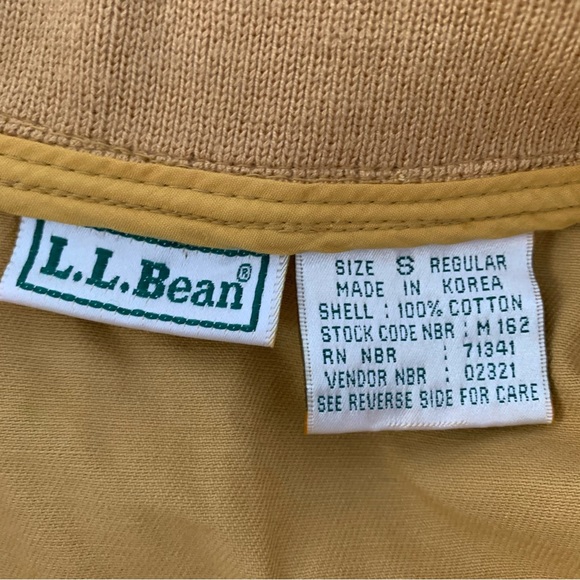 L.L.Bean®
SIZE S REGULAR
MADE IN KOREA
SHELL : 100% COTTON
STOCK CODE NBR : M 162
RN NBR : 71341
VENDOR NBR : 02321
SEE REVERSE SIDE FOR CARE